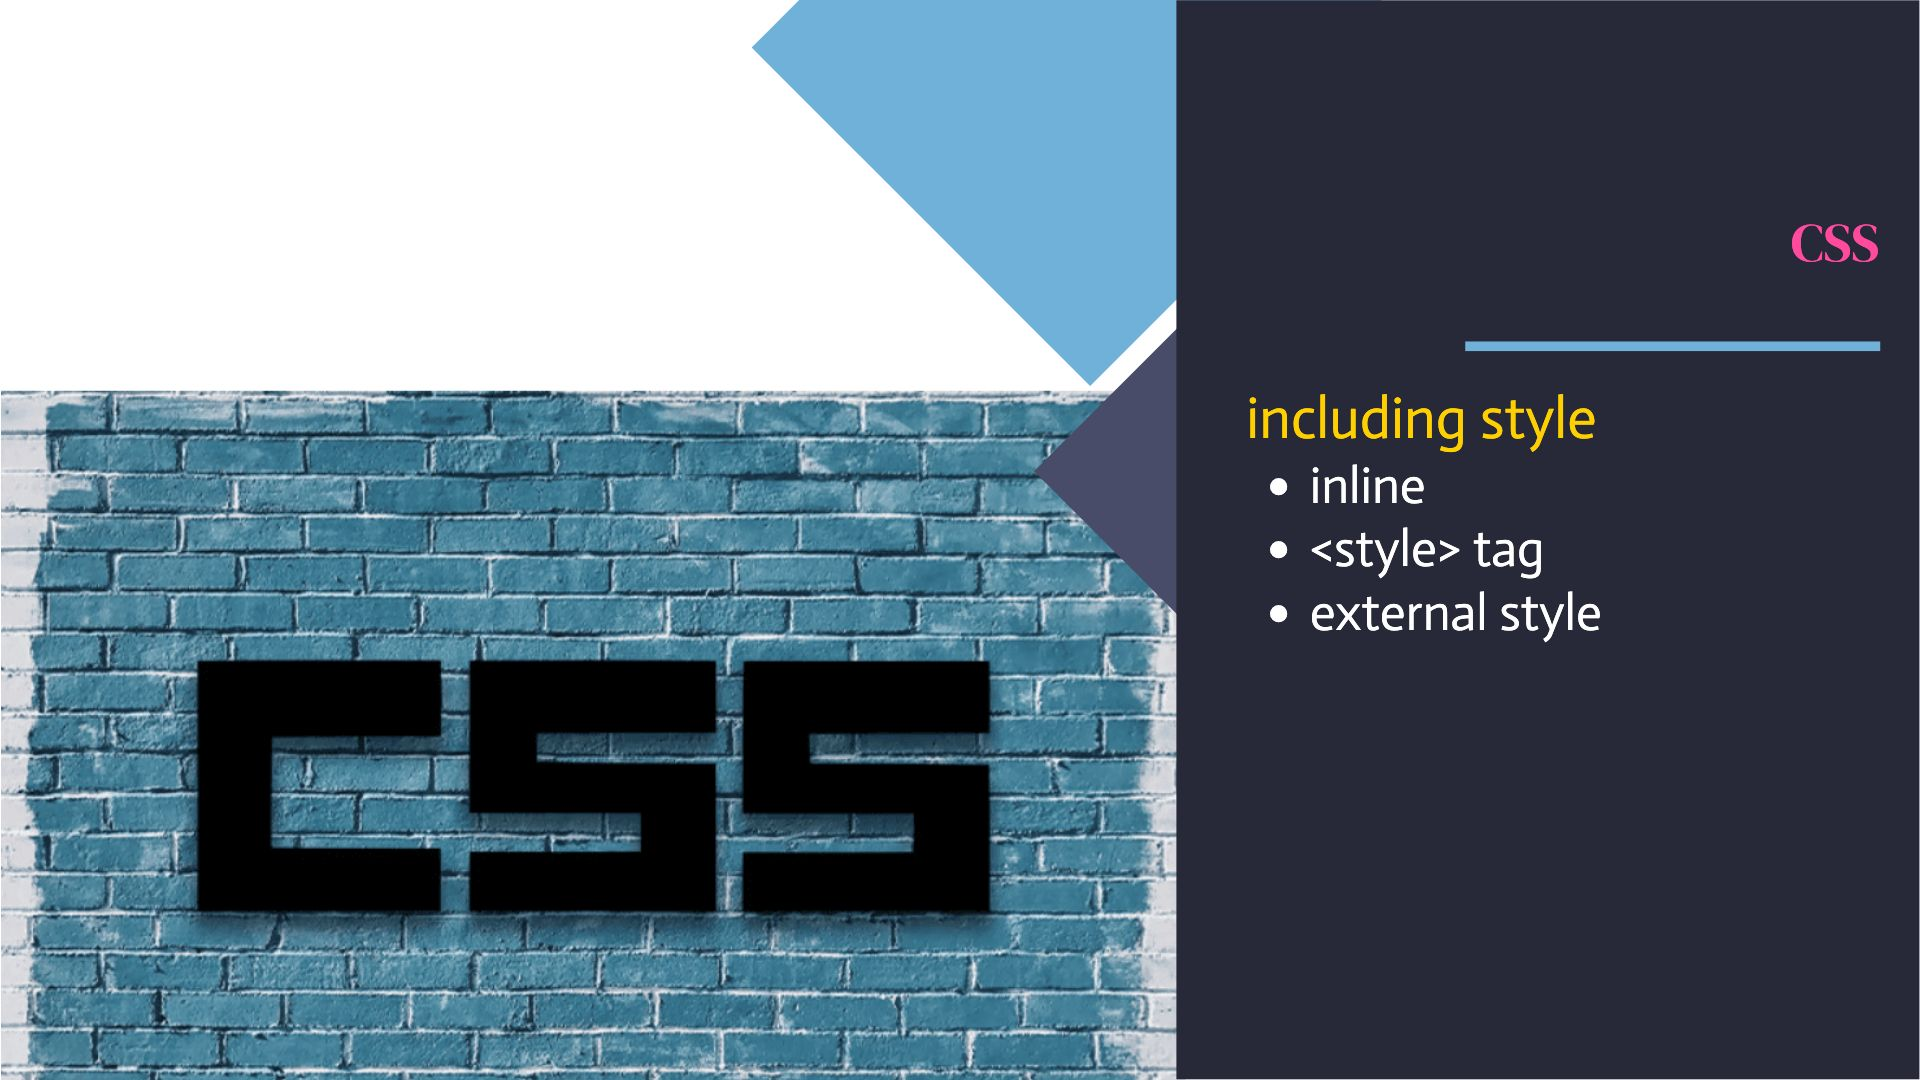 CSS
including style
• inline
• <style> tag
• external style
CSS